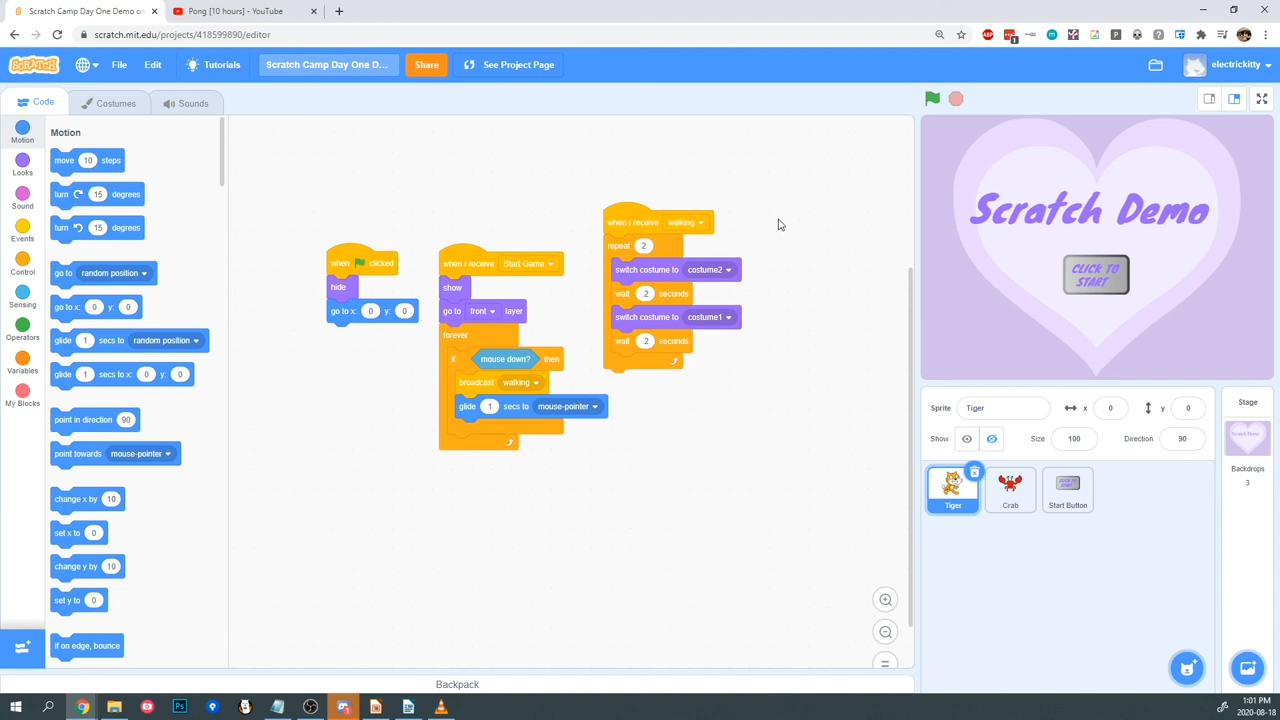 Scratch Camp Day One Demo on
Pong [10 hours] - YouTube
scratch.mit.edu/projects/418599890/editor
1
SCRATCH
File
Edit
Tutorials
Scratch Camp Day One D...
Share
See Project Page
electrickitty
Code
Costumes
Sounds
Motion
Looks
Sound
Events
Control
Sensing
Operators
Variables
My Blocks
Motion
move 10 steps
turn 15 degrees
turn 15 degrees
go to random position
go to x: 0 y: 0
glide 1 secs to random position
glide 1 secs to x: 0 y: 0
point in direction 90
point towards mouse-pointer
change x by 10
set x to 0
change y by 10
set y to 0
if on edge, bounce
when clicked
hide
go to x: 0 y: 0
when I receive Start Game
show
go to front layer
forever
if mouse down? then
broadcast walking
glide 1 secs to mouse-pointer
when I receive walking
repeat 2
switch costume to costume2
wait .2 seconds
switch costume to costume1
wait .2 seconds
Scratch Demo
CLICK TO
START
Sprite Tiger x 0 y 0
Show Size 100 Direction 90
Tiger
Crab
Start Button
Stage
Backdrops
3
Backpack
1:01 PM
2020-08-18